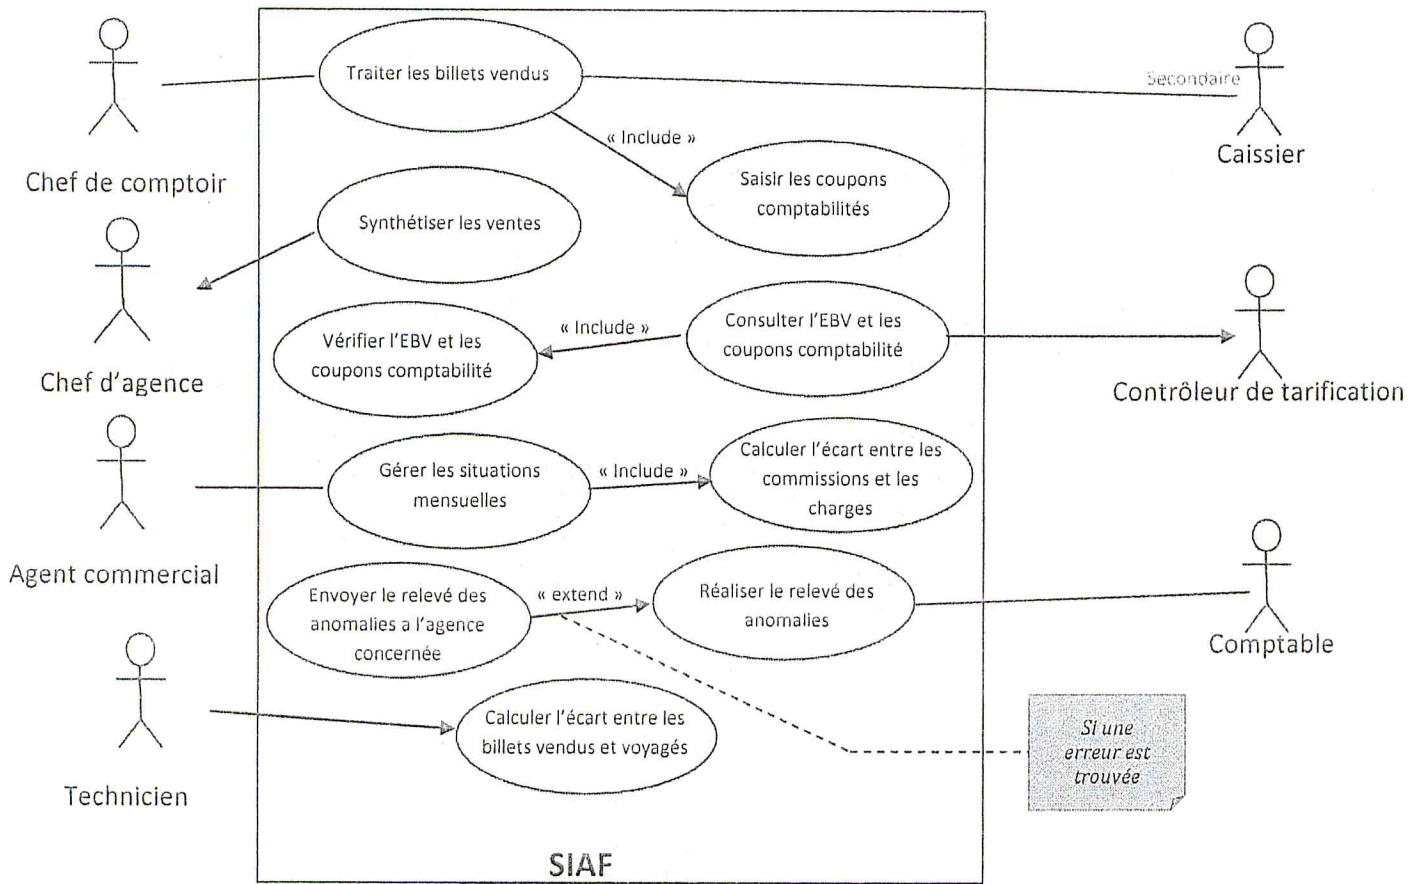 Traiter les billets vendus
Secondaire
« Include »
Chef de comptoir
Caissier
Saisir les coupons
comptabilités
Synthétiser les ventes
Chef d'agence
Vérifier l'EBV et les
coupons comptabilité
« Include »
Consulter l'EBV et les
coupons comptabilité
Contrôleur de tarification
Agent commercial
Gérer les situations
mensuelles
« Include »
Calculer l'écart entre les
commissions et les
charges
Envoyer le relevé des
anomalies a l'agence
concernée
« extend »
Réaliser le relevé des
anomalies
Comptable
Technicien
Calculer l'écart entre les
billets vendus et voyagés
Si une
erreur est
trouvée
SIAF